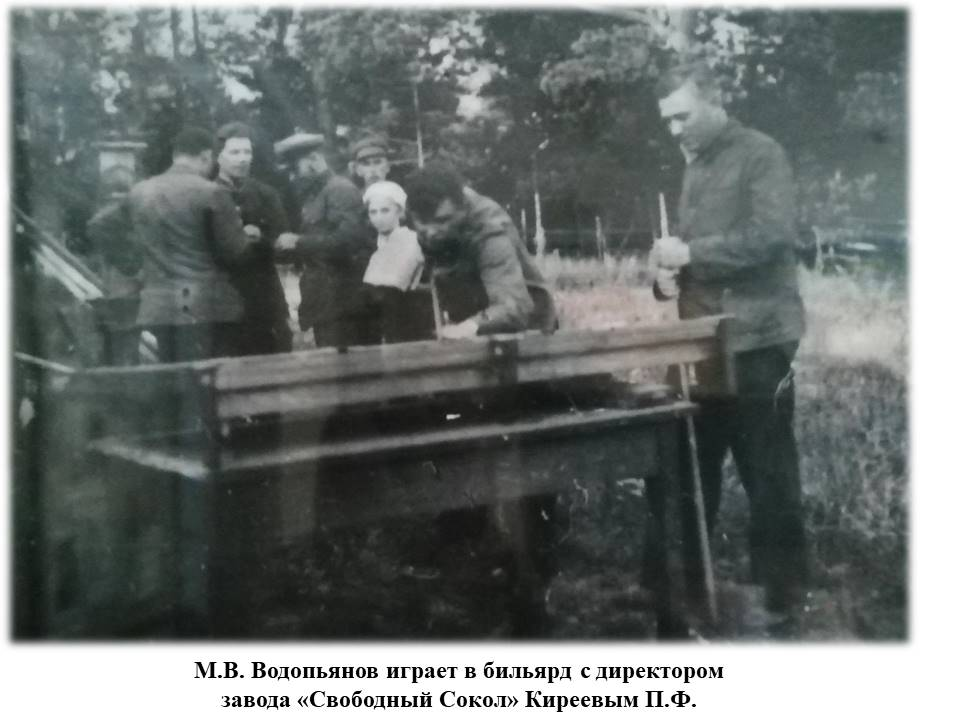 М.В. Водопьянов играет в бильярд с директором
завода «Свободный Сокол» Киреевым П.Ф.